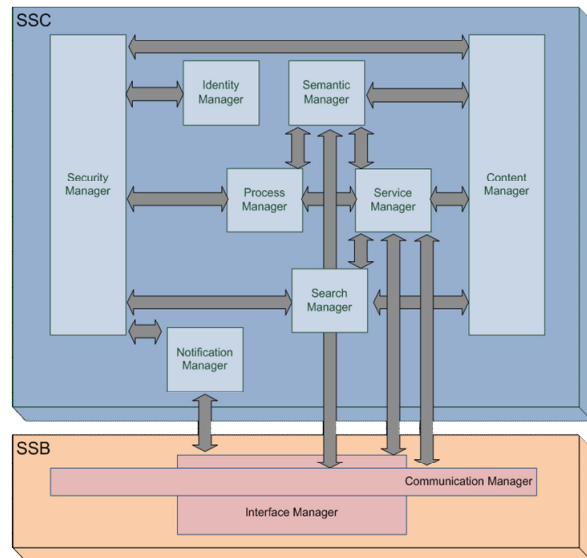 SSC
Identity
Manager
Semantic
Manager
Security
Manager
Process
Manager
Service
Manager
Content
Manager
Search
Manager
Notification
Manager
SSB
Communication Manager
Interface Manager